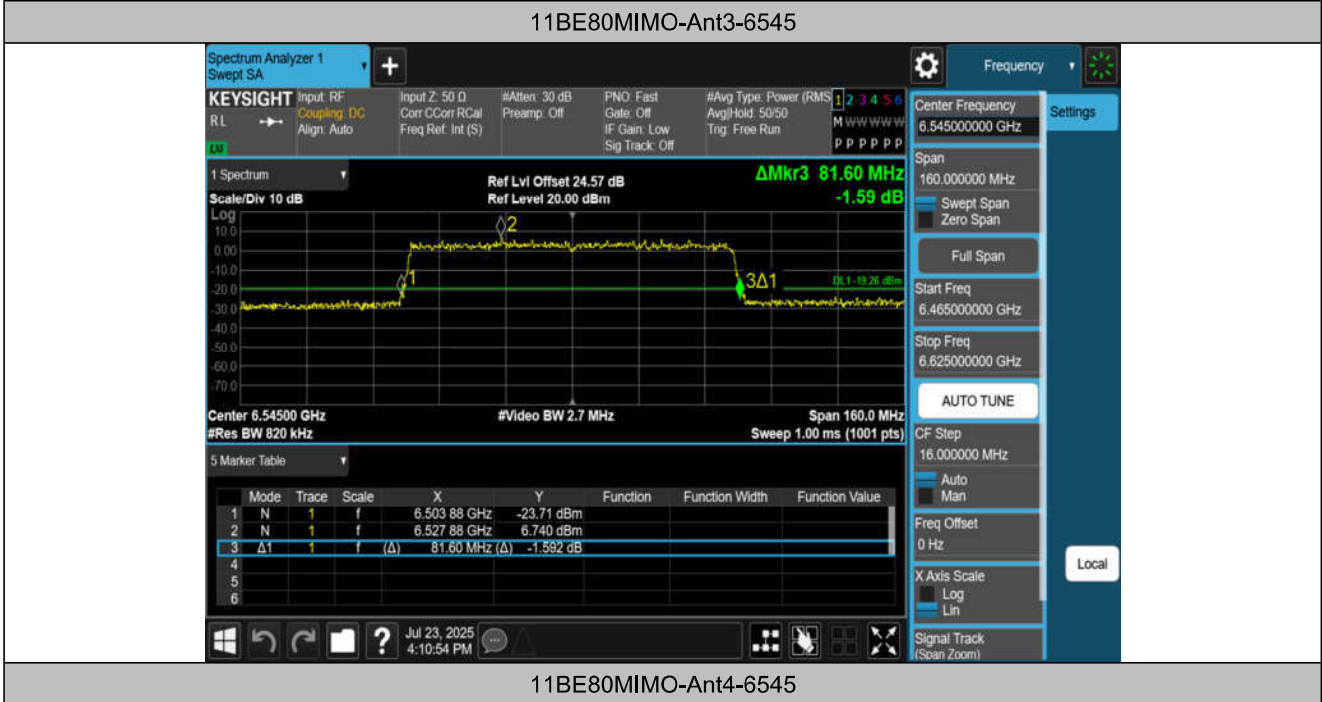 11BE80MIMO-Ant3-6545
Spectrum Analyzer 1
Swept SA
Frequency
KEYSIGHT
RL
LXI
Input: RF
Coupling: DC
Align: Auto
Input Z: 50 Ω
Corr CCorr RCal
Freq Ref: Int (S)
#Atten: 30 dB
Preamp: Off
PNO: Fast
Gate: Off
IF Gain: Low
Sig Track: Off
#Avg Type: Power (RMS
Avg|Hold: 50/50
Trig: Free Run
1 2 3 4 5 6
M W W W W W
P P P P P P
Center Frequency
6.545000000 GHz
Settings
1 Spectrum
Scale/Div 10 dB
Ref Lvl Offset 24.57 dB
Ref Level 20.00 dBm
ΔMkr3 81.60 MHz
-1.59 dB
Log
10.0
0.00
-10.0
-20.0
-30.0
-40.0
-50.0
-60.0
-70.0
2
1
3Δ1
DL1 -19.26 dBm
Center 6.54500 GHz
#Res BW 820 kHz
#Video BW 2.7 MHz
Span 160.0 MHz
Sweep 1.00 ms (1001 pts)
Span
160.000000 MHz
Swept Span
Zero Span
Full Span
Start Freq
6.465000000 GHz
Stop Freq
6.625000000 GHz
AUTO TUNE
CF Step
16.000000 MHz
Auto
Man
Freq Offset
0 Hz
X Axis Scale
Log
Lin
Signal Track
(Span Zoom)
Local
5 Marker Table
Mode Trace Scale X Y Function Function Width Function Value
1 N 1 f 6.503 88 GHz -23.71 dBm
2 N 1 f 6.527 88 GHz 6.740 dBm
3 Δ1 1 f (Δ) 81.60 MHz (Δ) -1.592 dB
4
5
6
?
Jul 23, 2025
4:10:54 PM
11BE80MIMO-Ant4-6545